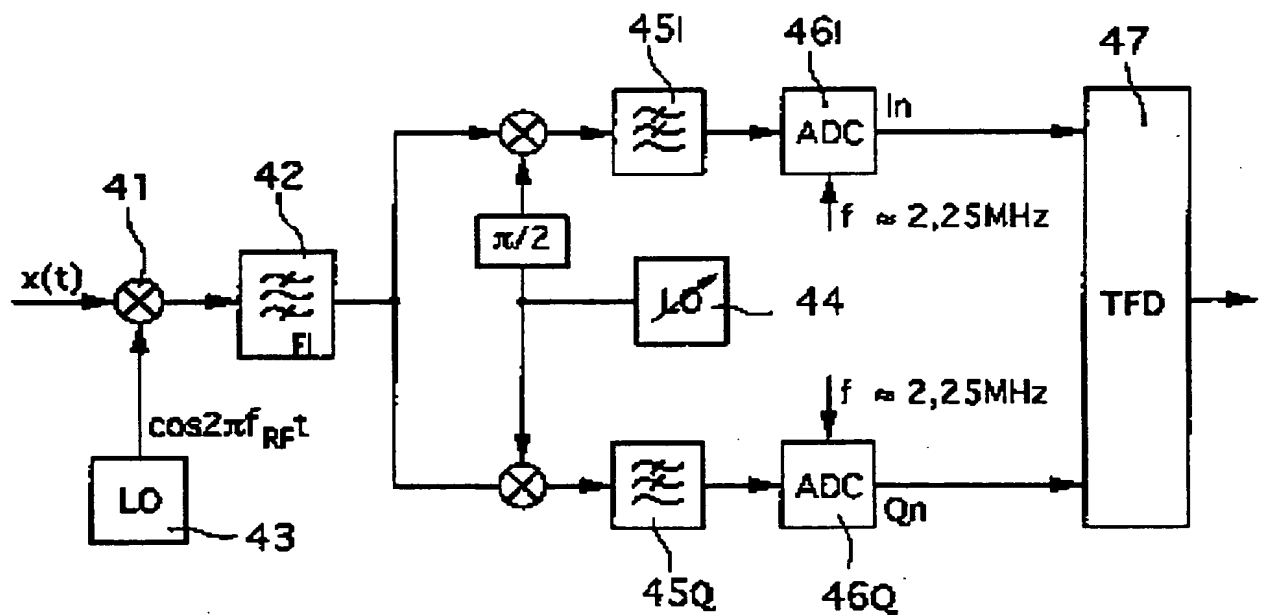 45I
46I
47
In
ADC
42
41
f ≈ 2,25MHz
π/2
x(t)
LO
44
TFD
FI
f ≈ 2,25MHz
cos2πf_RF t
LO
43
ADC
Qn
45Q
46Q